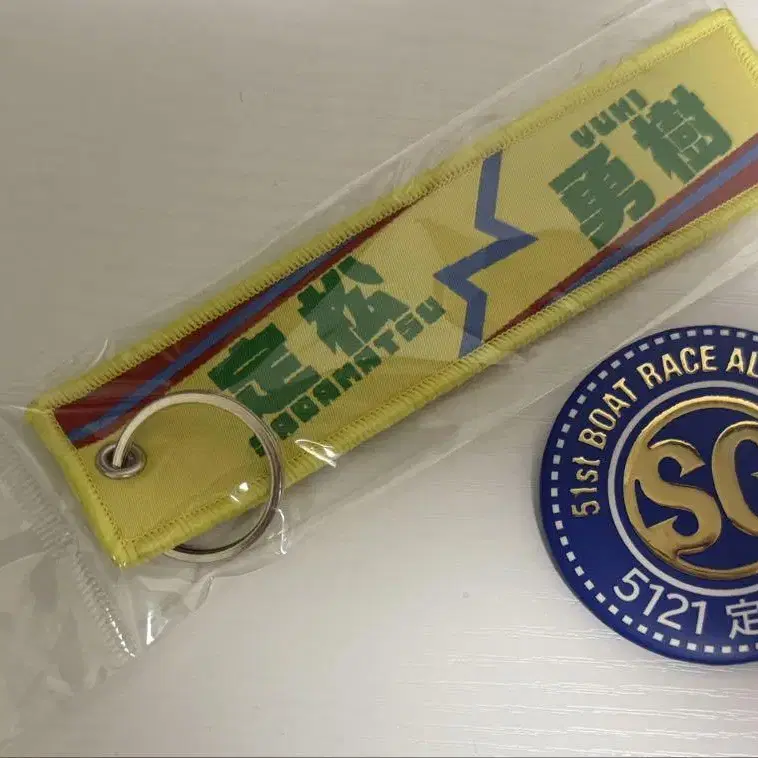 定松
SADAMATSU
勇樹
YUKI
51st BOAT RACE AL
SG
5121 定